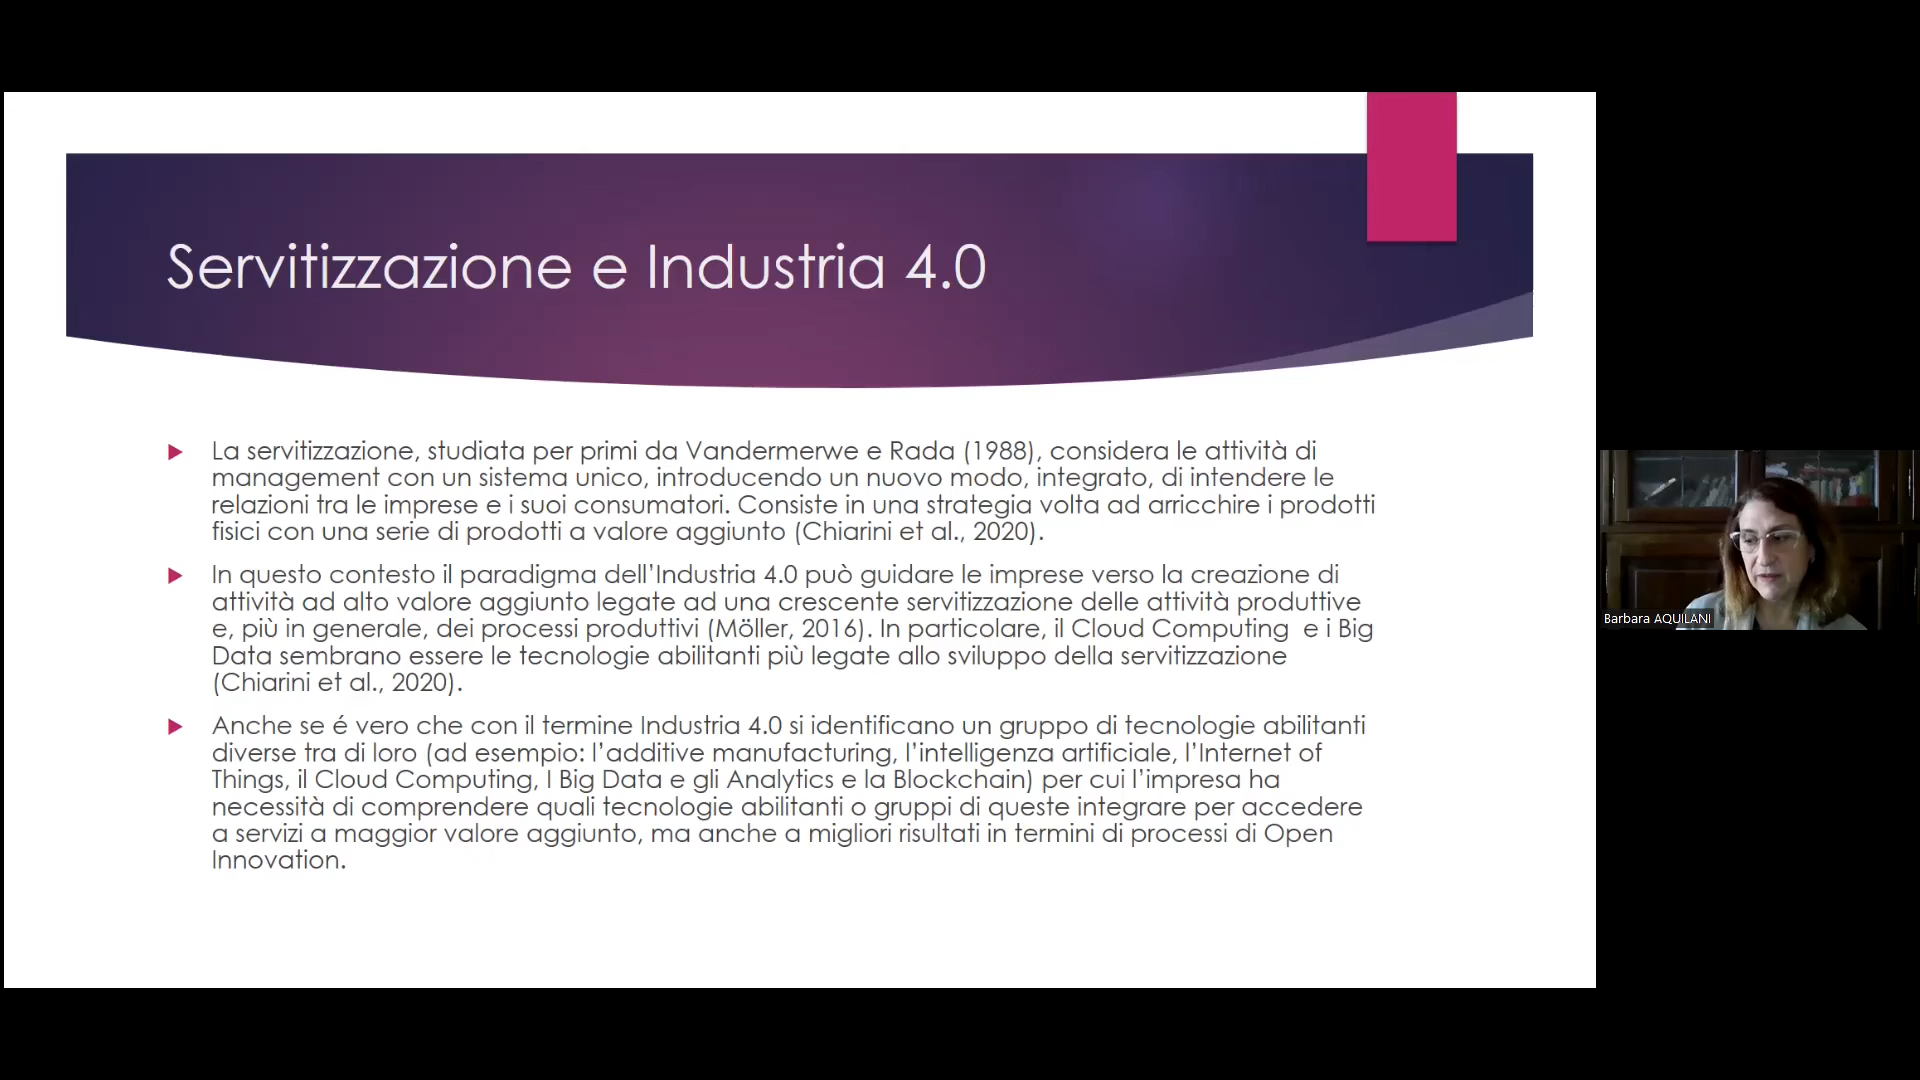 Servitizzazione e Industria 4.0
La servitizzazione, studiata per primi da Vandermerwe e Rada (1988), considera le attività di
management con un sistema unico, introducendo un nuovo modo, integrato, di intendere le
relazioni tra le imprese e i suoi consumatori. Consiste in una strategia volta ad arricchire i prodotti
fisici con una serie di prodotti a valore aggiunto (Chiarini et al., 2020).
In questo contesto il paradigma dell’Industria 4.0 può guidare le imprese verso la creazione di
attività ad alto valore aggiunto legate ad una crescente servitizzazione delle attività produttive
e, più in generale, dei processi produttivi (Möller, 2016). In particolare, il Cloud Computing e i Big
Data sembrano essere le tecnologie abilitanti più legate allo sviluppo della servitizzazione
(Chiarini et al., 2020).
Anche se é vero che con il termine Industria 4.0 si identificano un gruppo di tecnologie abilitanti
diverse tra di loro (ad esempio: l’additive manufacturing, l’intelligenza artificiale, l’Internet of
Things, il Cloud Computing, I Big Data e gli Analytics e la Blockchain) per cui l’impresa ha
necessità di comprendere quali tecnologie abilitanti o gruppi di queste integrare per accedere
a servizi a maggior valore aggiunto, ma anche a migliori risultati in termini di processi di Open
Innovation.
Barbara AQUILANI